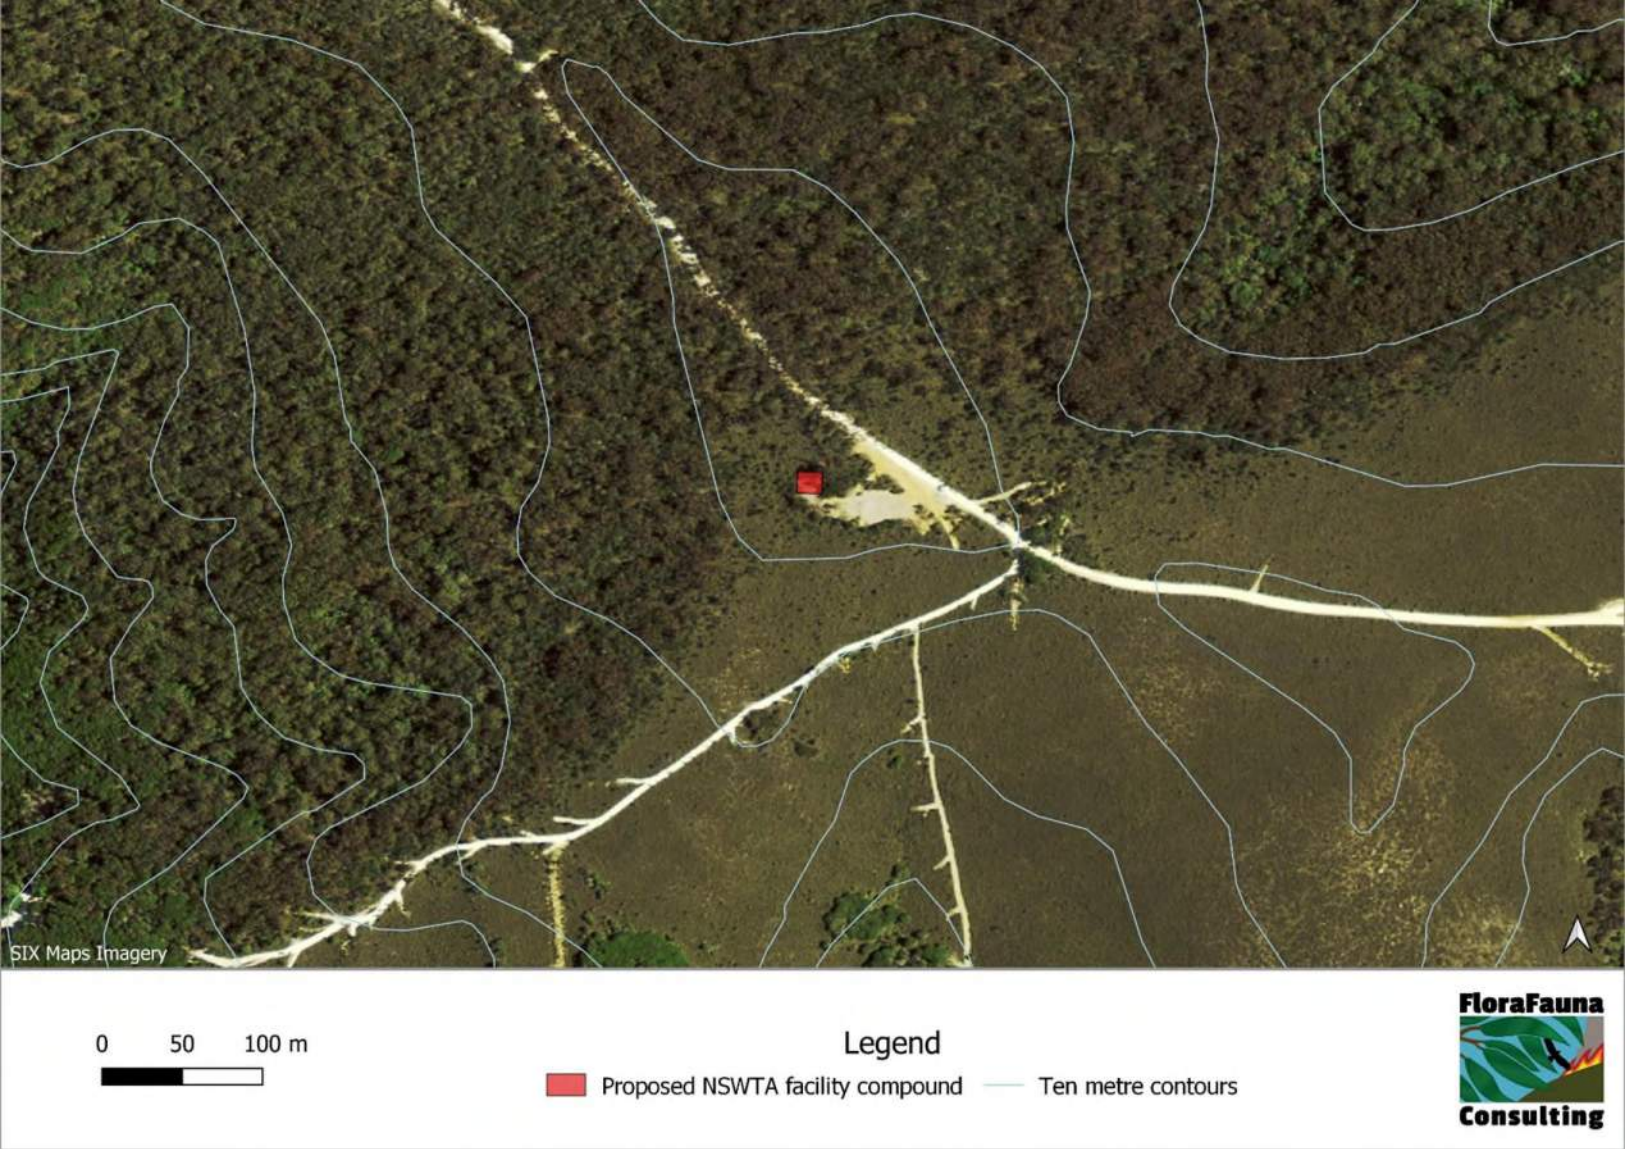 SIX Maps Imagery
0 50 100 m
Legend
Proposed NSWTA facility compound
Ten metre contours
FloraFauna
Consulting